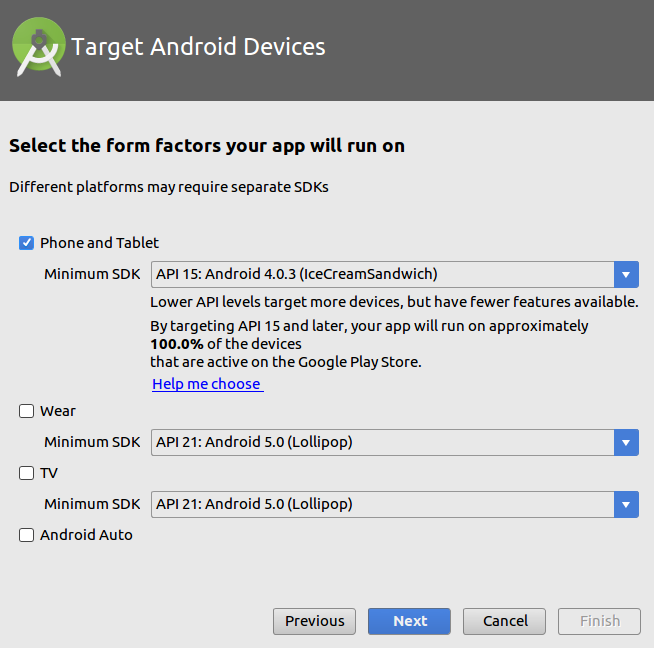 Target Android Devices
Select the form factors your app will run on
Different platforms may require separate SDKs
Phone and Tablet
Minimum SDK API 15: Android 4.0.3 (IceCreamSandwich)
Lower API levels target more devices, but have fewer features available.
By targeting API 15 and later, your app will run on approximately
100.0% of the devices
that are active on the Google Play Store.
Help me choose
Wear
Minimum SDK API 21: Android 5.0 (Lollipop)
TV
Minimum SDK API 21: Android 5.0 (Lollipop)
Android Auto
Previous Next Cancel Finish